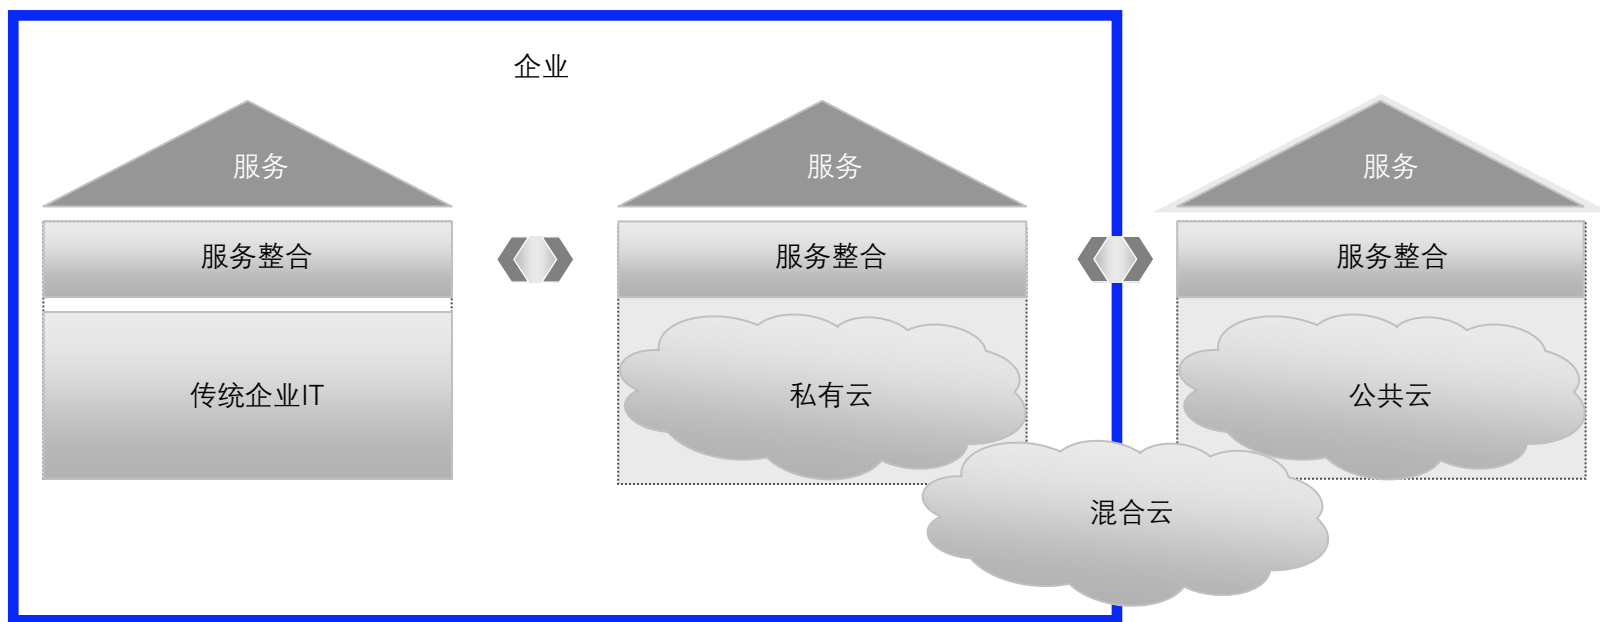 企业
服务
服务
服务
服务整合
服务整合
服务整合
传统企业IT
私有云
公共云
混合云